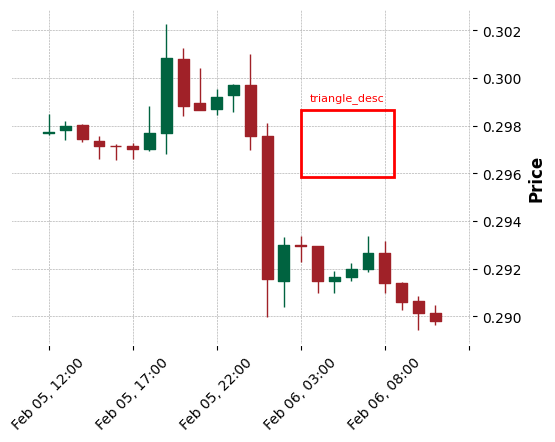 0.302
0.300
triangle_desc
0.298
0.296
Price
0.294
0.292
0.290
Feb 05, 12:00
Feb 05, 17:00
Feb 05, 22:00
Feb 06, 03:00
Feb 06, 08:00